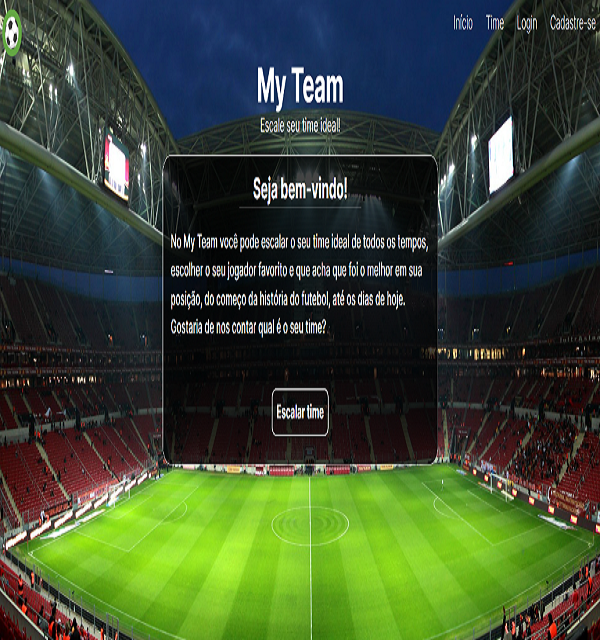 Início Time Login Cadastre-se
My Team
Escale seu time ideal!
Seja bem-vindo!
No My Team você pode escalar o seu time ideal de todos os tempos,
escolher o seu jogador favorito e que acha que foi o melhor em sua
posição, do começo da história do futebol, até os dias de hoje.
Gostaria de nos contar qual é o seu time?
Escalar time